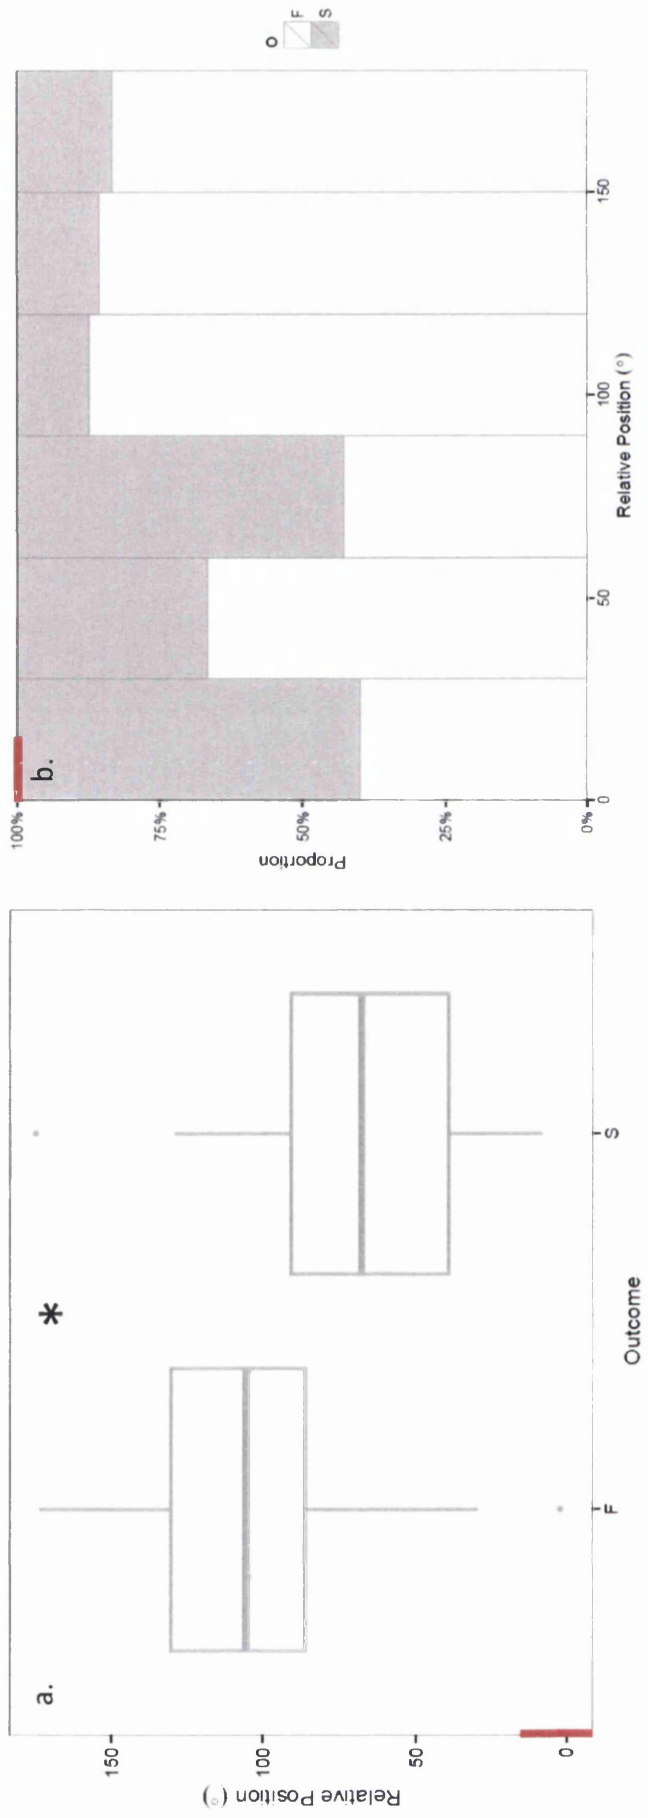 a.
*
Relative Position (°)
150
100
50
0
F
S
Outcome
b.
Proportion
100%
75%
50%
25%
0%
0
50
100
150
Relative Position (°)
O
F
S